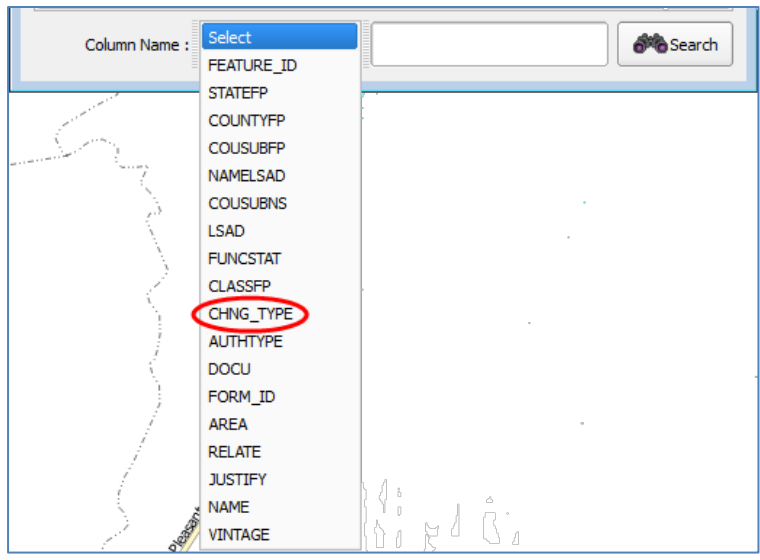 Column Name :
Select
Search
FEATURE_ID
STATEFP
COUNTYFP
COUSUBFP
NAMELSAD
COUSUBNS
LSAD
FUNCSTAT
CLASSFP
CHNG_TYPE
AUTHTYPE
DOCU
FORM_ID
AREA
RELATE
JUSTIFY
NAME
VINTAGE
Pleasant